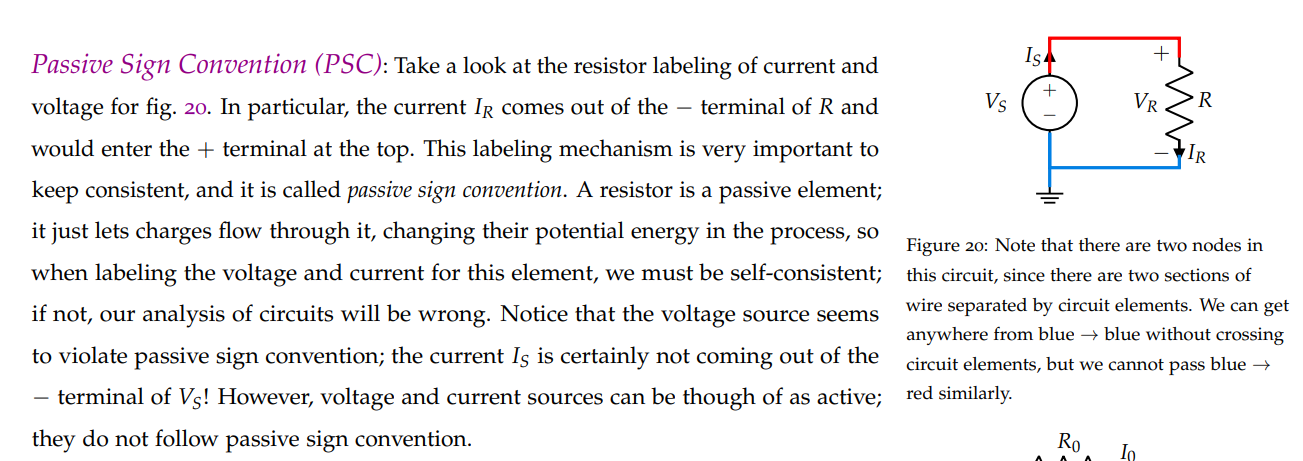 Passive Sign Convention (PSC): Take a look at the resistor labeling of current and
voltage for fig. 20. In particular, the current I_R comes out of the − terminal of R and
would enter the + terminal at the top. This labeling mechanism is very important to
keep consistent, and it is called passive sign convention. A resistor is a passive element;
it just lets charges flow through it, changing their potential energy in the process, so
when labeling the voltage and current for this element, we must be self-consistent;
if not, our analysis of circuits will be wrong. Notice that the voltage source seems
to violate passive sign convention; the current I_S is certainly not coming out of the
− terminal of V_S! However, voltage and current sources can be though of as active;
they do not follow passive sign convention.
I_S
+
+
V_S
V_R
R
−
−
I_R
Figure 20: Note that there are two nodes in
this circuit, since there are two sections of
wire separated by circuit elements. We can get
anywhere from blue → blue without crossing
circuit elements, but we cannot pass blue →
red similarly.
R_0
I_0